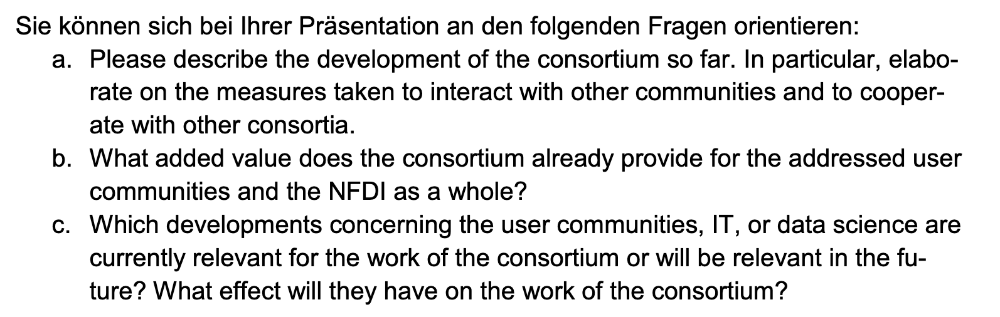 Sie können sich bei Ihrer Präsentation an den folgenden Fragen orientieren:
a. Please describe the development of the consortium so far. In particular, elabo-
rate on the measures taken to interact with other communities and to cooper-
ate with other consortia.
b. What added value does the consortium already provide for the addressed user
communities and the NFDI as a whole?
c. Which developments concerning the user communities, IT, or data science are
currently relevant for the work of the consortium or will be relevant in the fu-
ture? What effect will they have on the work of the consortium?